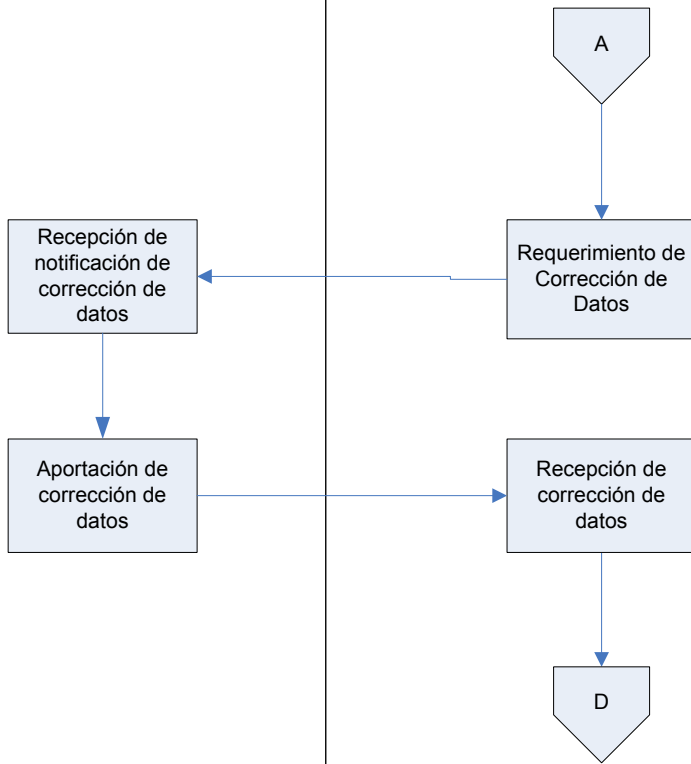 A
Requerimiento de
Corrección de
Datos
Recepción de
notificación de
corrección de
datos
Aportación de
corrección de
datos
Recepción de
corrección de
datos
D